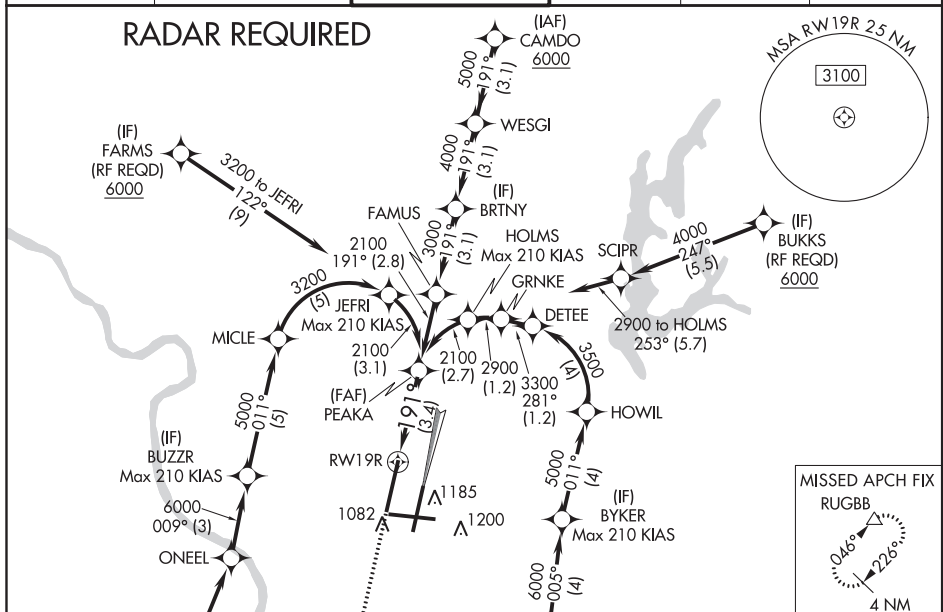 RADAR REQUIRED
(IAF)
CAMDO
6000
5000
191°
(3.1)
WESGI
4000
191°
(3.1)
(IF)
BRTNY
3000
191°
(3.1)
MSA RW19R 25 NM
3100
(IF)
FARMS
(RF REQD)
6000
3200 to JEFRI
122°
(9)
FAMUS
2100
191° (2.8)
HOLMS
Max 210 KIAS
GRNKE
DETEE
SCIPR
4000
247°
(5.5)
(IF)
BUKKS
(RF REQD)
6000
2900 to HOLMS
253° (5.7)
3200
(5)
JEFRI
Max 210 KIAS
MICLE
2100
(3.1)
2100
(2.7)
2900
(1.2)
3300
281°
(1.2)
3500
(4)
(FAF)
PEAKA
HOWIL
191°
(3.4)
5000
011°
(5)
(IF)
BUZZR
Max 210 KIAS
RW19R
1185
1082
1200
5000
011°
(4)
(IF)
BYKER
Max 210 KIAS
6000
009° (3)
ONEEL
6000
005°
(4)
MISSED APCH FIX
RUGBB
046°
226°
4 NM